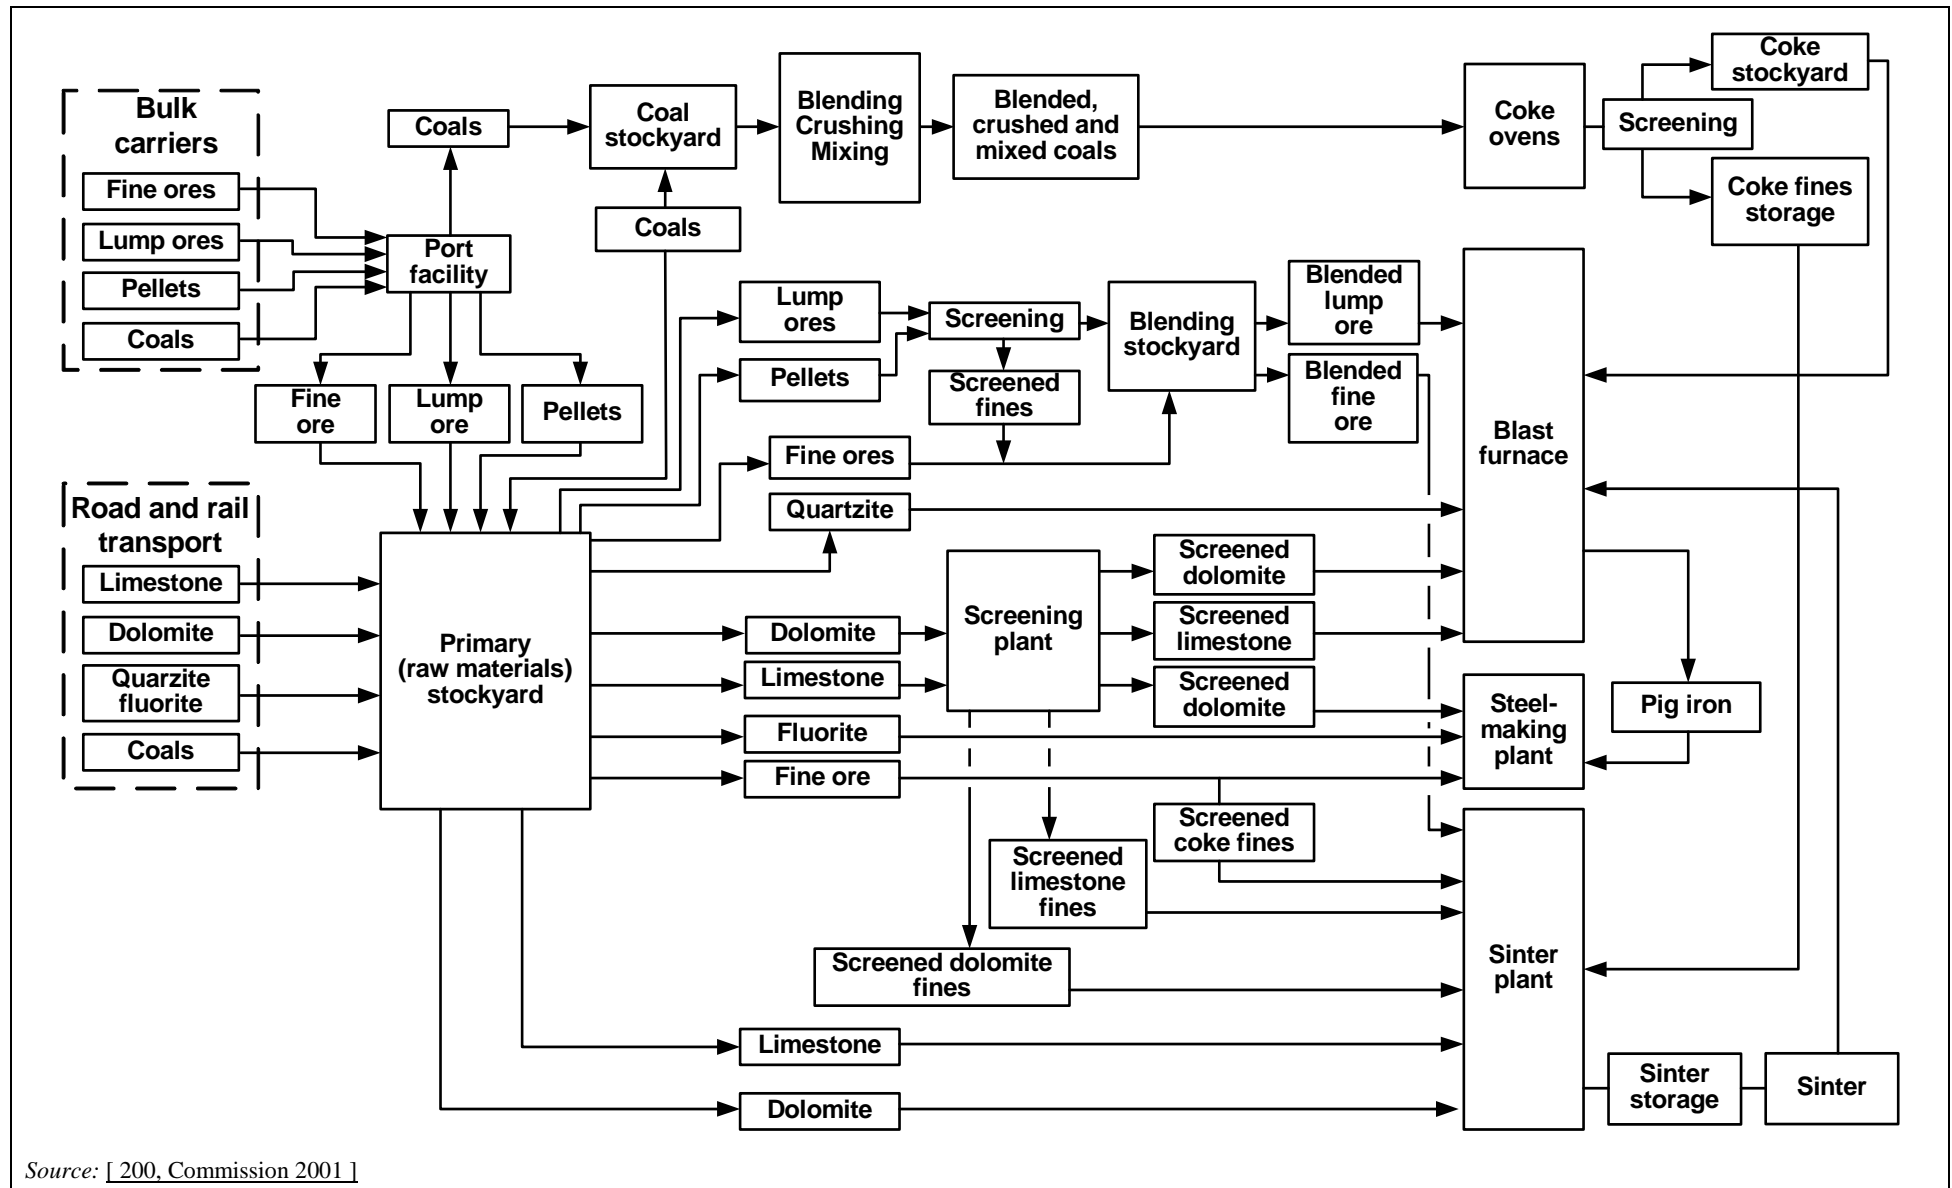 Bulk
carriers
Fine ores
Lump ores
Pellets
Coals
Port
facility
Coals
Coal
stockyard
Blending
Crushing
Mixing
Blended,
crushed and
mixed coals
Coke
ovens
Screening
Coke
stockyard
Coke fines
storage
Coals
Fine
ore
Lump
ore
Pellets
Lump
ores
Pellets
Screening
Screened
fines
Blending
stockyard
Blended
lump
ore
Blended
fine
ore
Blast
furnace
Fine ores
Quartzite
Road and rail
transport
Limestone
Dolomite
Quarzite
fluorite
Coals
Primary
(raw materials)
stockyard
Dolomite
Limestone
Fluorite
Fine ore
Screening
plant
Screened
dolomite
Screened
limestone
Screened
dolomite
Steel-
making
plant
Pig iron
Screened
coke fines
Screened
limestone
fines
Screened dolomite
fines
Sinter
plant
Limestone
Dolomite
Sinter
storage
Sinter
Source: [ 200, Commission 2001 ]